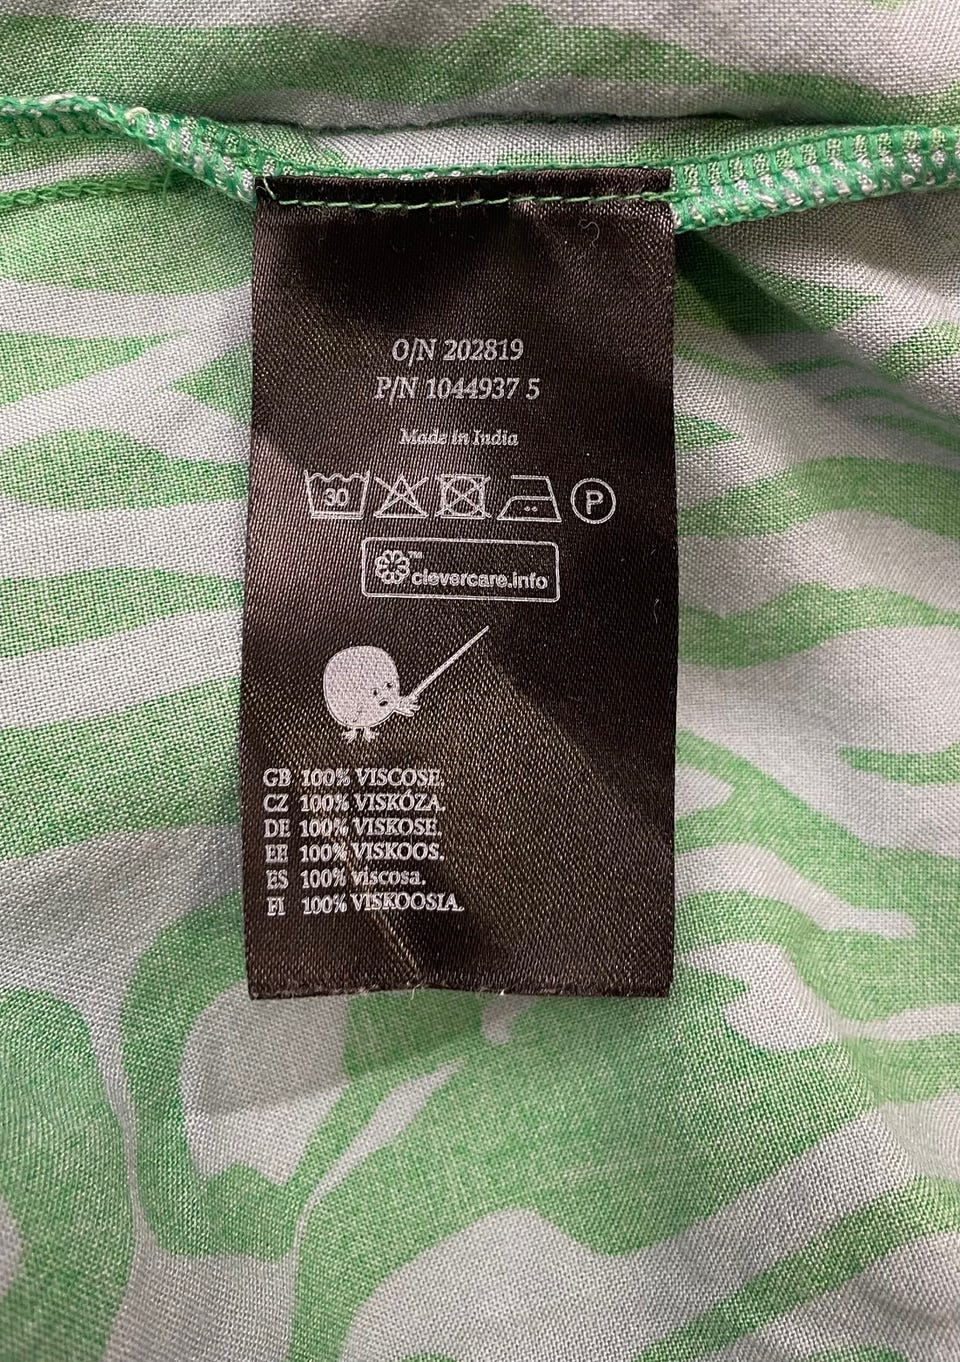 O/N 202819
P/N 1044937 5
Made in India
30 P
™ clevercare.info
GB 100% VISCOSE.
CZ 100% VISKÓZA.
DE 100% VISKOSE.
EE 100% VISKOOS.
ES 100% viscosa.
FI 100% VISKOOSIA.